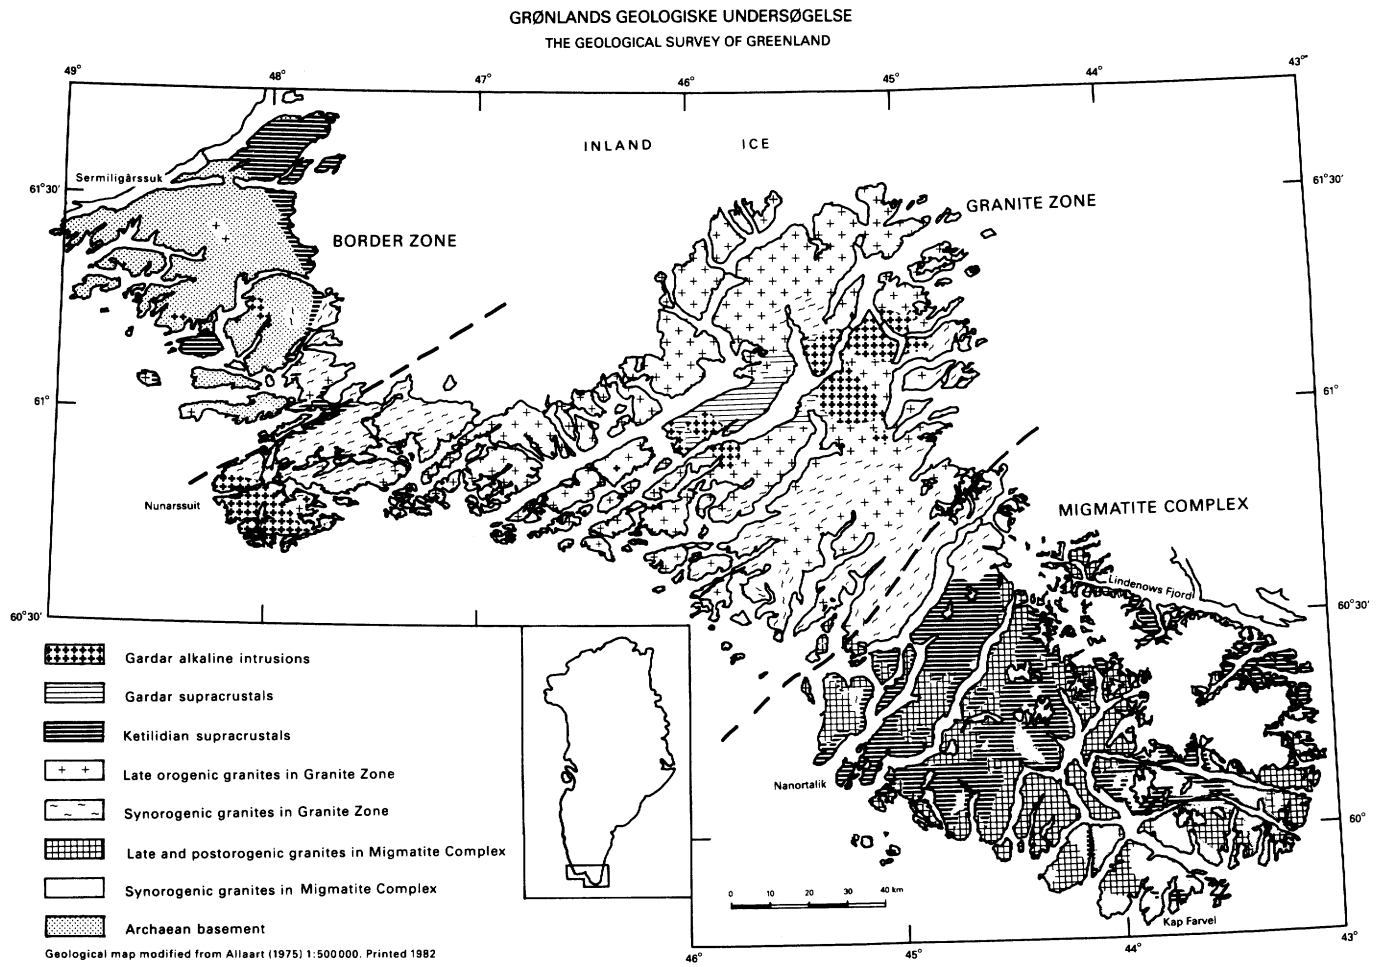 GRØNLANDS GEOLOGISKE UNDERSØGELSE
THE GEOLOGICAL SURVEY OF GREENLAND
49° 48° 47° 46° 45° 44° 43°
INLAND ICE
Sermiligårssuk
61°30' 61°30'
GRANITE ZONE
BORDER ZONE
61° 61°
Nunarssuit
MIGMATITE COMPLEX
Lindenows Fjord
60°30' 60°30'
Gardar alkaline intrusions
Gardar supracrustals
Ketilidian supracrustals
Late orogenic granites in Granite Zone
Synorogenic granites in Granite Zone
Late and postorogenic granites in Migmatite Complex
Synorogenic granites in Migmatite Complex
Archaean basement
Geological map modified from Allaart (1975) 1:500000. Printed 1982
Nanortalik
60°
0 10 20 30 40 km
Kap Farvel
46° 45° 44° 43°